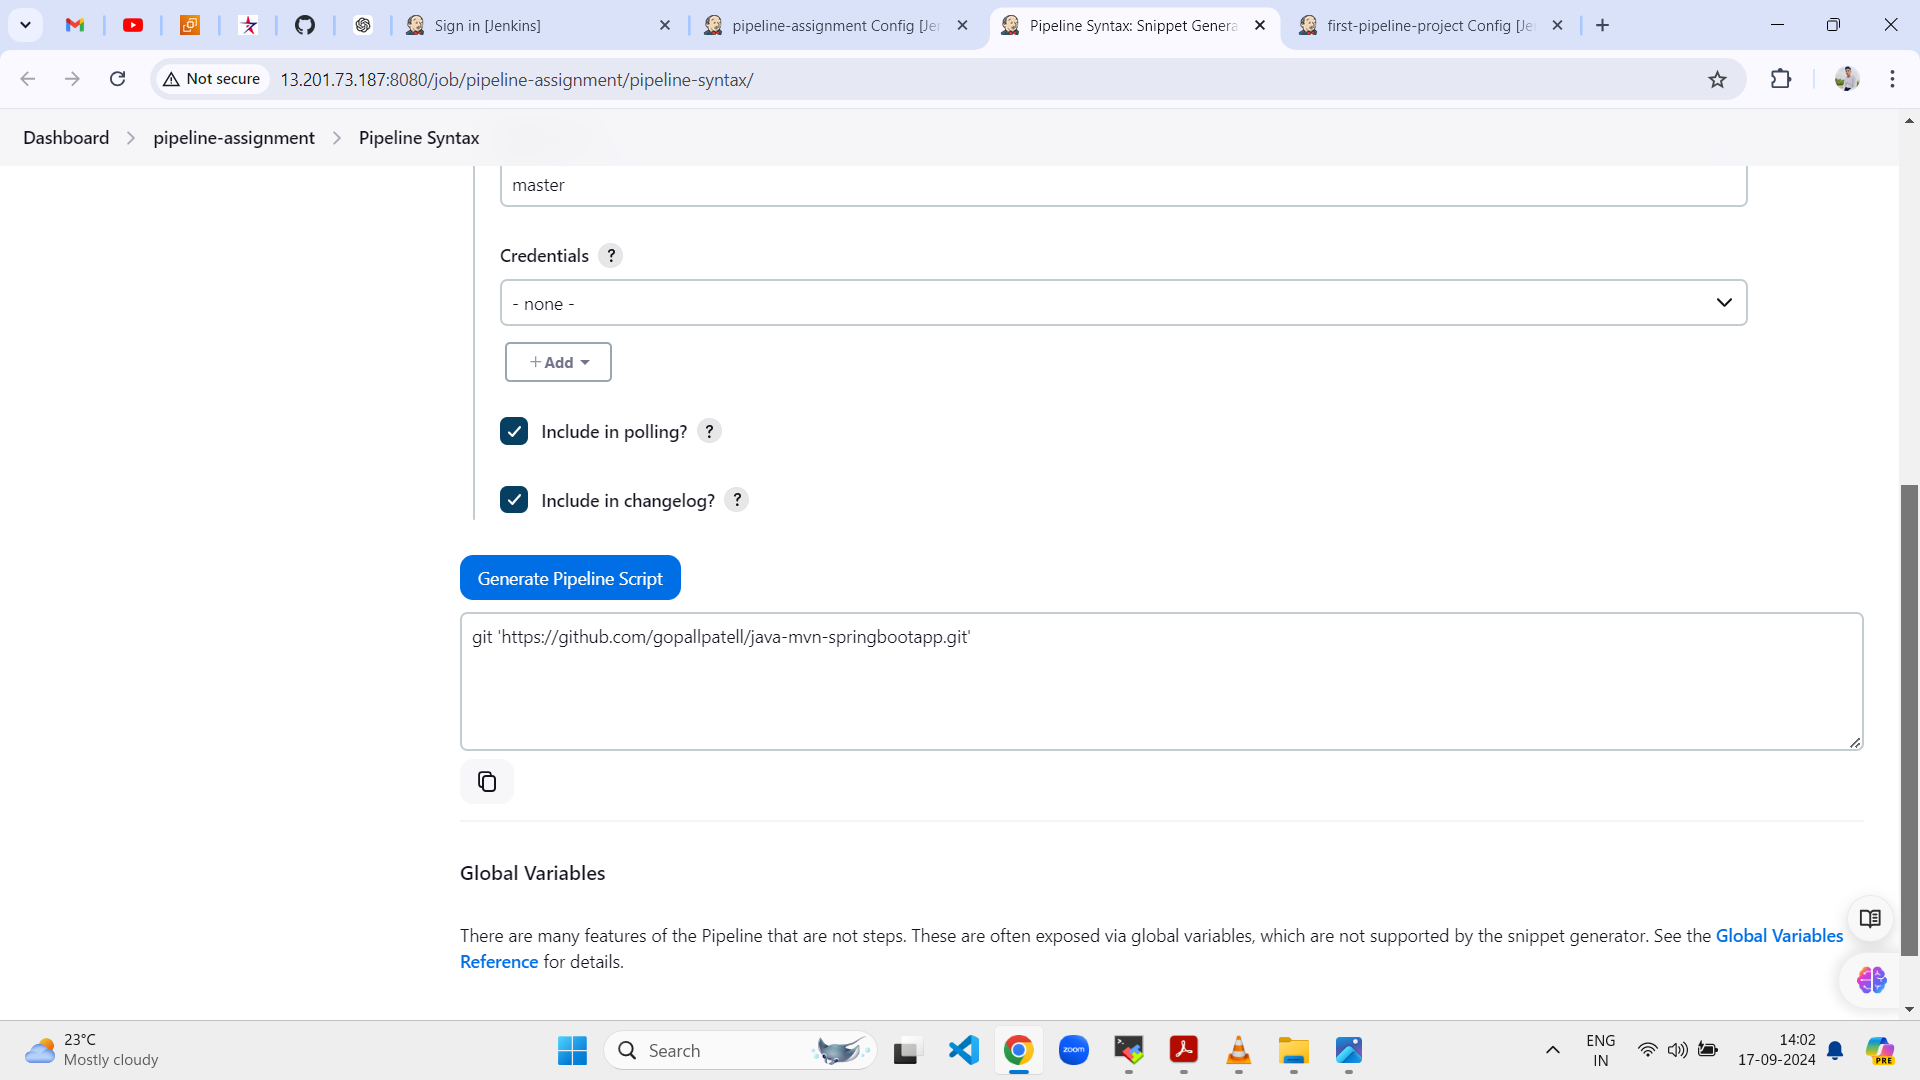 Sign in [Jenkins]
pipeline-assignment Config [Je
Pipeline Syntax: Snippet Genera
first-pipeline-project Config [Je
Not secure
13.201.73.187:8080/job/pipeline-assignment/pipeline-syntax/
Dashboard
pipeline-assignment
Pipeline Syntax
master
Credentials ?
- none -
+ Add
Include in polling? ?
Include in changelog? ?
Generate Pipeline Script
git 'https://github.com/gopallpatell/java-mvn-springbootapp.git'
Global Variables
There are many features of the Pipeline that are not steps. These are often exposed via global variables, which are not supported by the snippet generator. See the Global Variables
Reference for details.
23°C
Mostly cloudy
Search
zoom
ENG
IN
14:02
17-09-2024
PRE